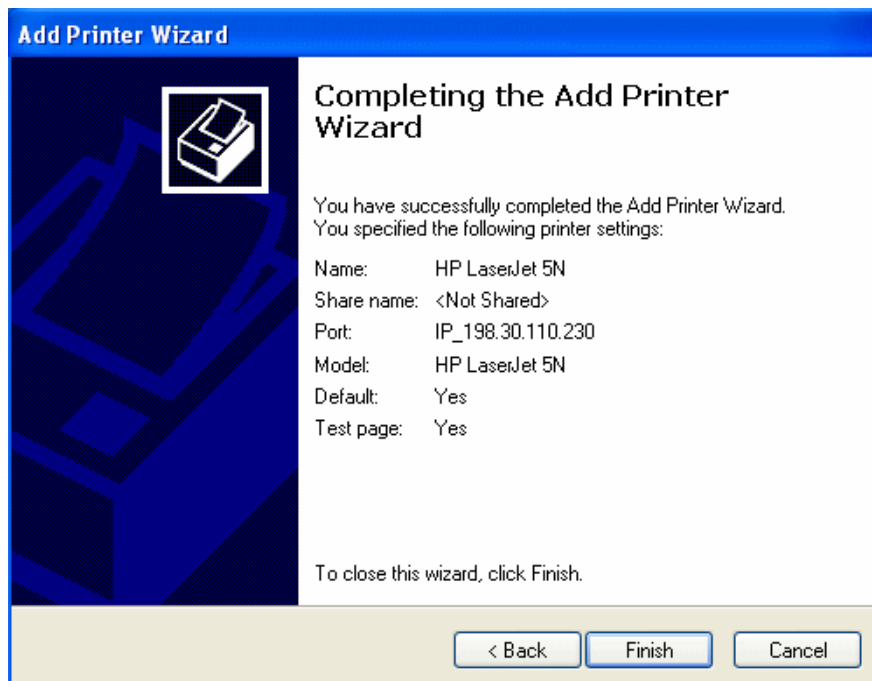 Add Printer Wizard
Completing the Add Printer
Wizard
You have successfully completed the Add Printer Wizard.
You specified the following printer settings:
Name: HP LaserJet 5N
Share name: <Not Shared>
Port: IP_198.30.110.230
Model: HP LaserJet 5N
Default: Yes
Test page: Yes
To close this wizard, click Finish.
< Back Finish Cancel